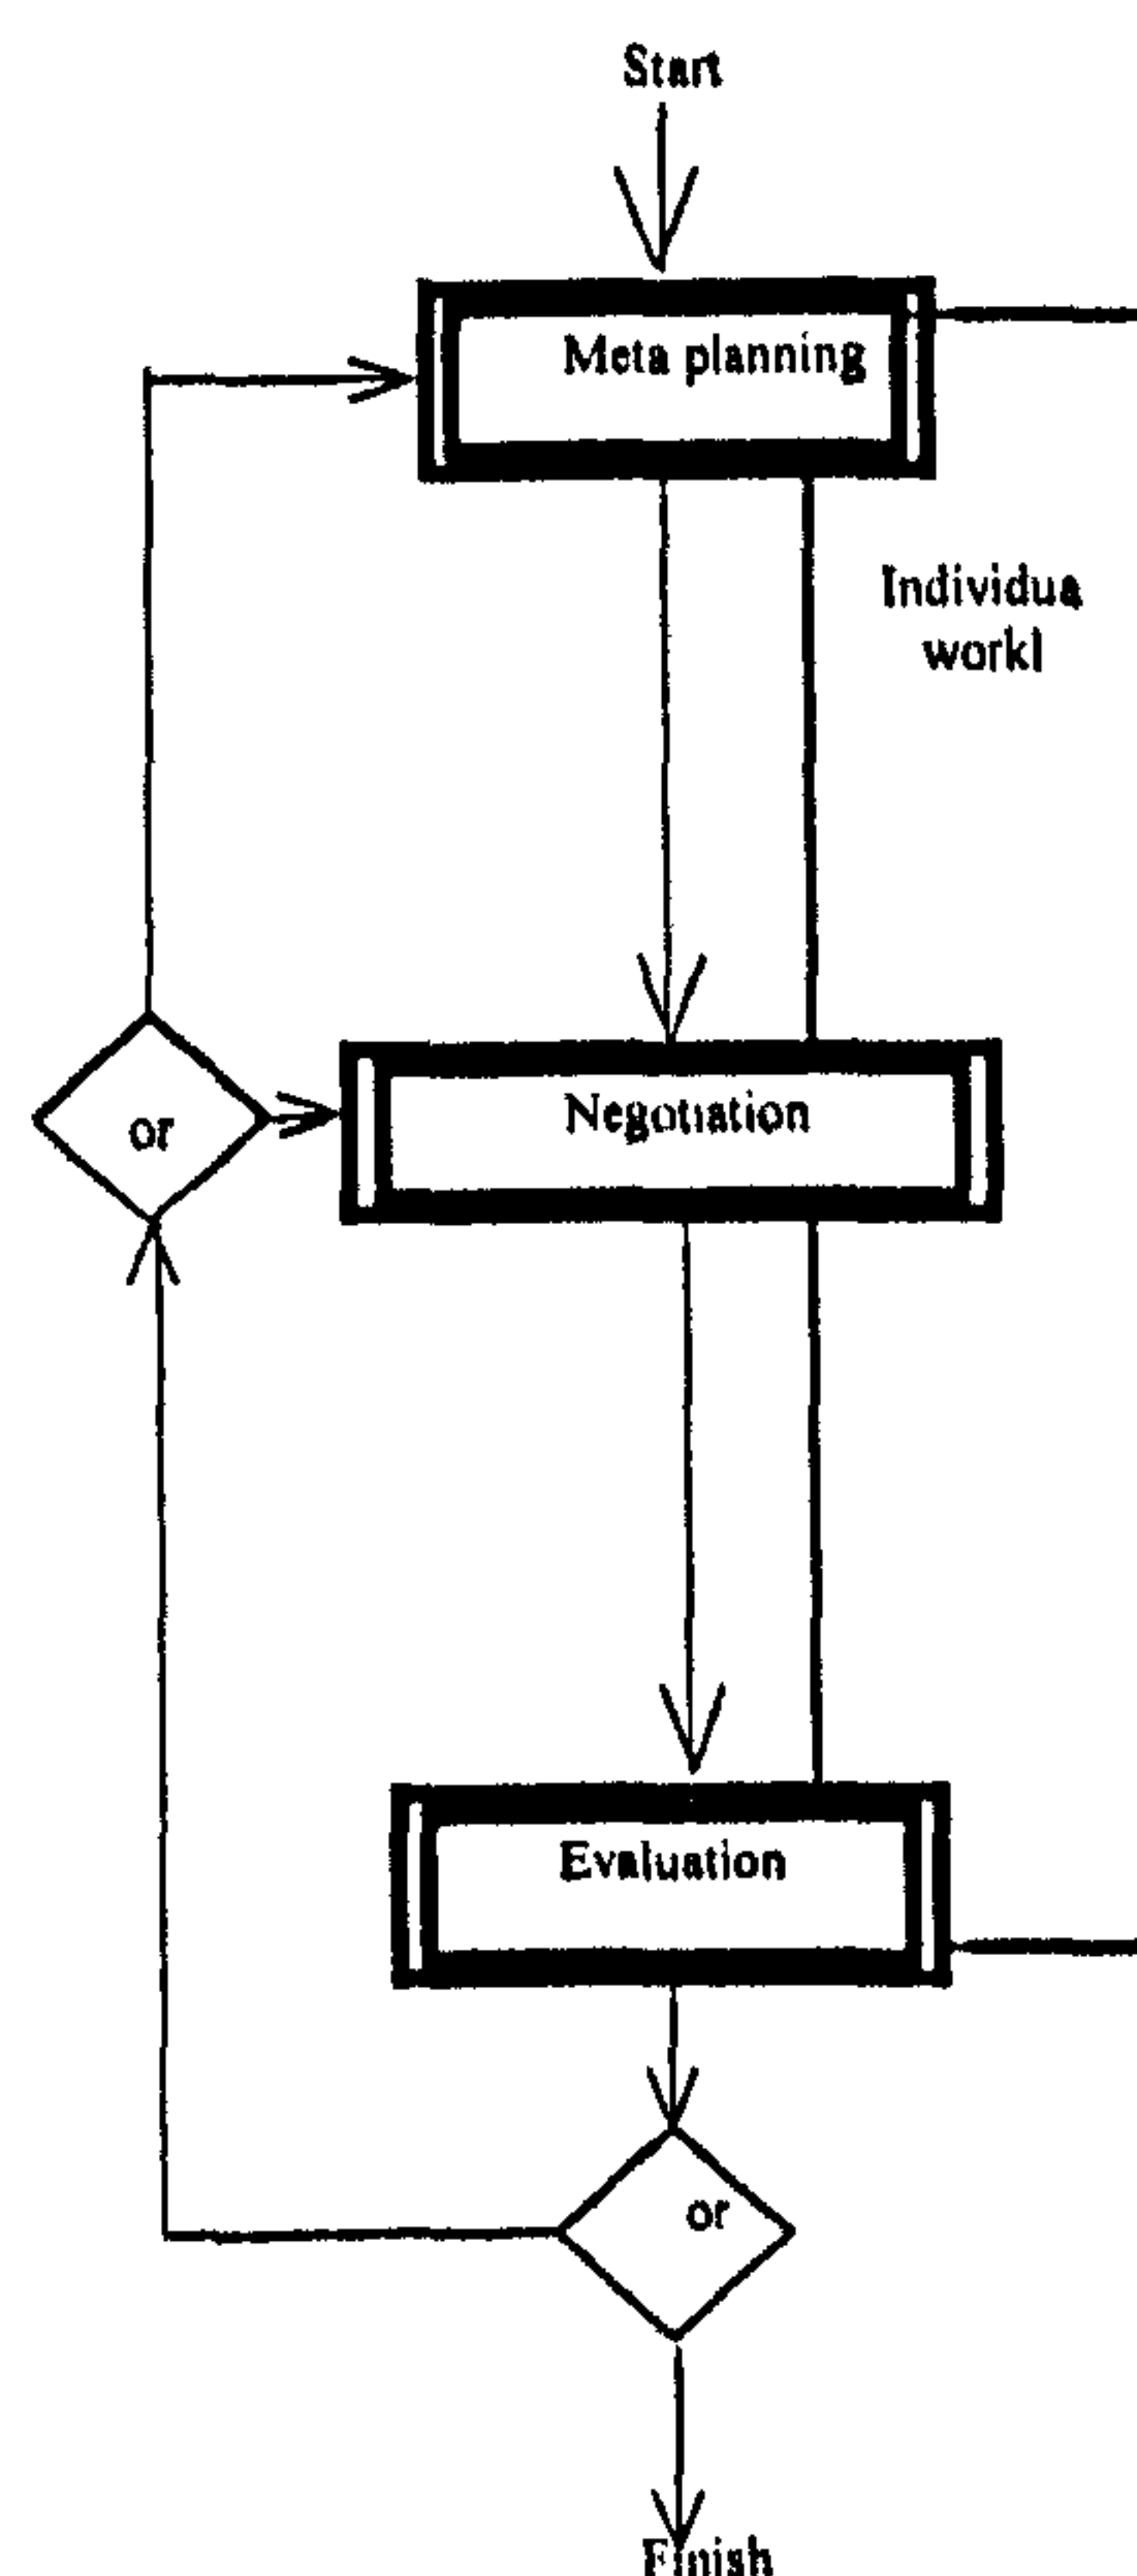 Start
Meta planning
Individua
workl
or
Negotiation
Evaluation
or
Finish